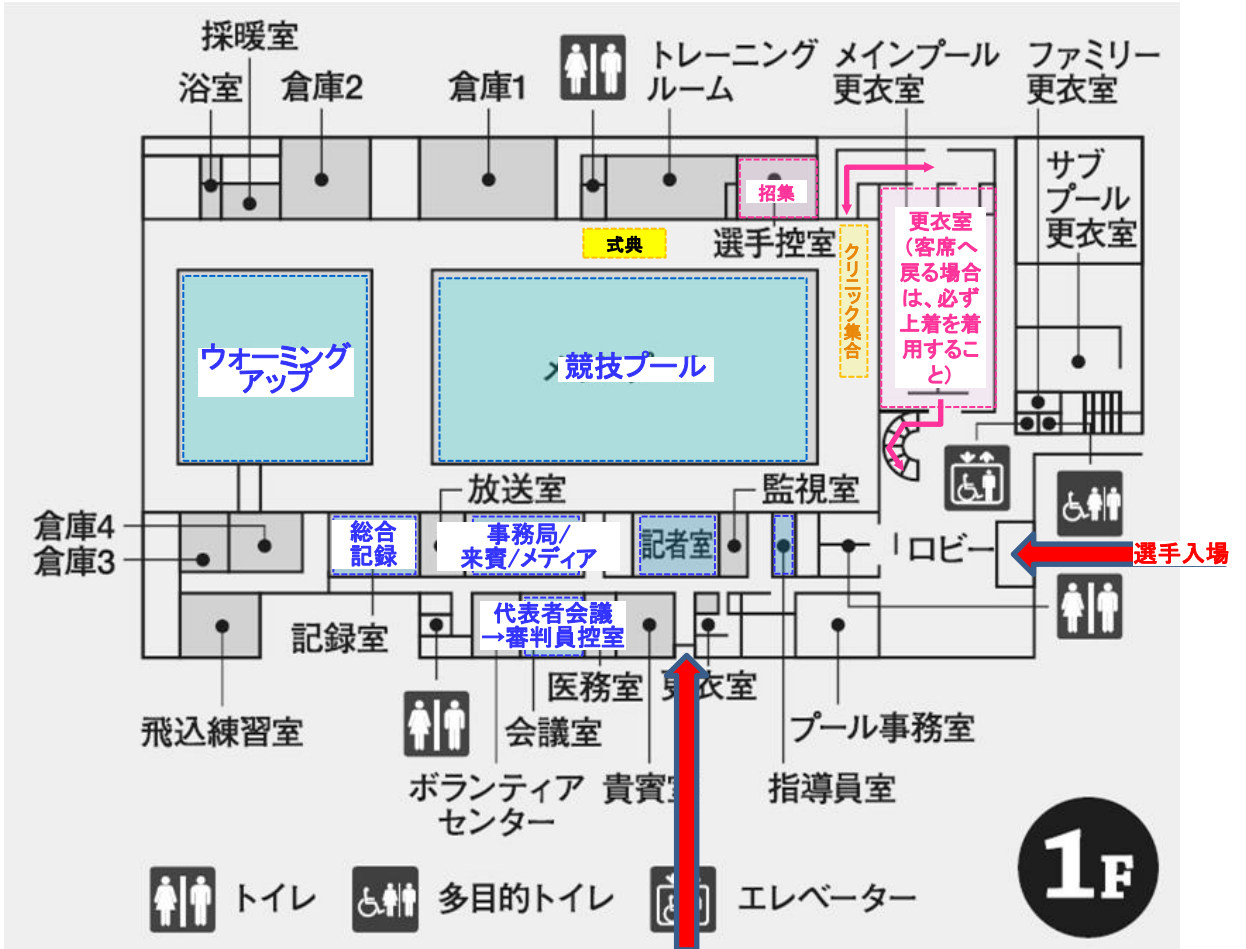 採暖室
浴室
倉庫2
倉庫1
トレーニング
ルーム
メインプール
更衣室
ファミリー
更衣室
サブ
プール
更衣室
招集
選手控室
式典
クリニック集合
更衣室
(客席へ
戻る場合
は、必ず
上着を着
用するこ
と)
ウォーミング
アップ
競技プール
放送室
監視室
倉庫4
倉庫3
総合
記録
事務局/
来賓/メディア
記者室
ロビー
選手入場
代表者会議
→審判員控室
記録室
医務室
更衣室
飛込練習室
会議室
プール事務室
ボランティア
センター
貴賓室
指導員室
トイレ
多目的トイレ
エレベーター
1F